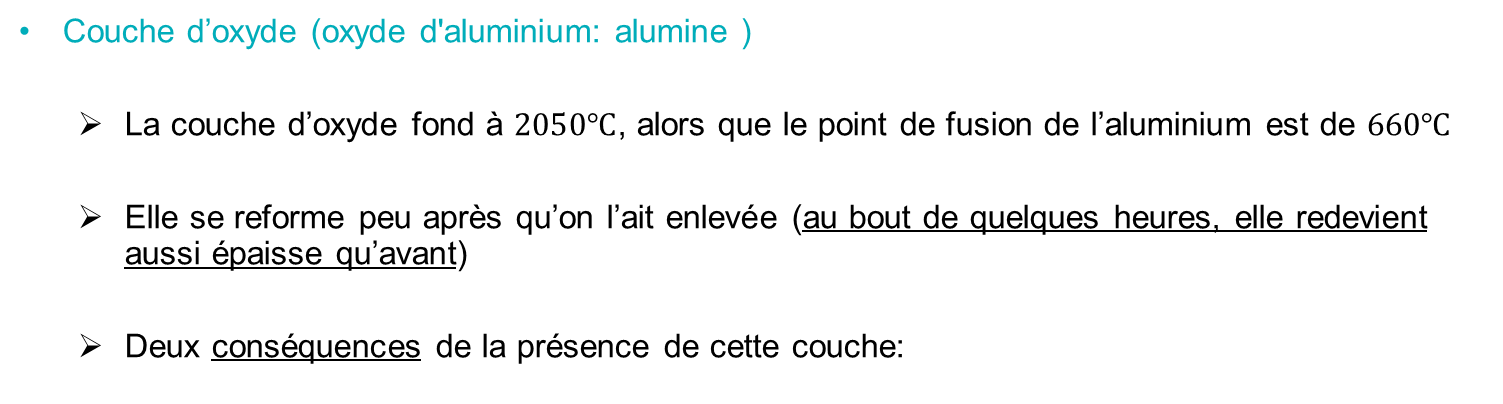 • Couche d’oxyde (oxyde d'aluminium: alumine )
➢ La couche d’oxyde fond à 2050°C, alors que le point de fusion de l’aluminium est de 660°C
➢ Elle se reforme peu après qu’on l’ait enlevée (au bout de quelques heures, elle redevient
aussi épaisse qu’avant)
➢ Deux conséquences de la présence de cette couche: